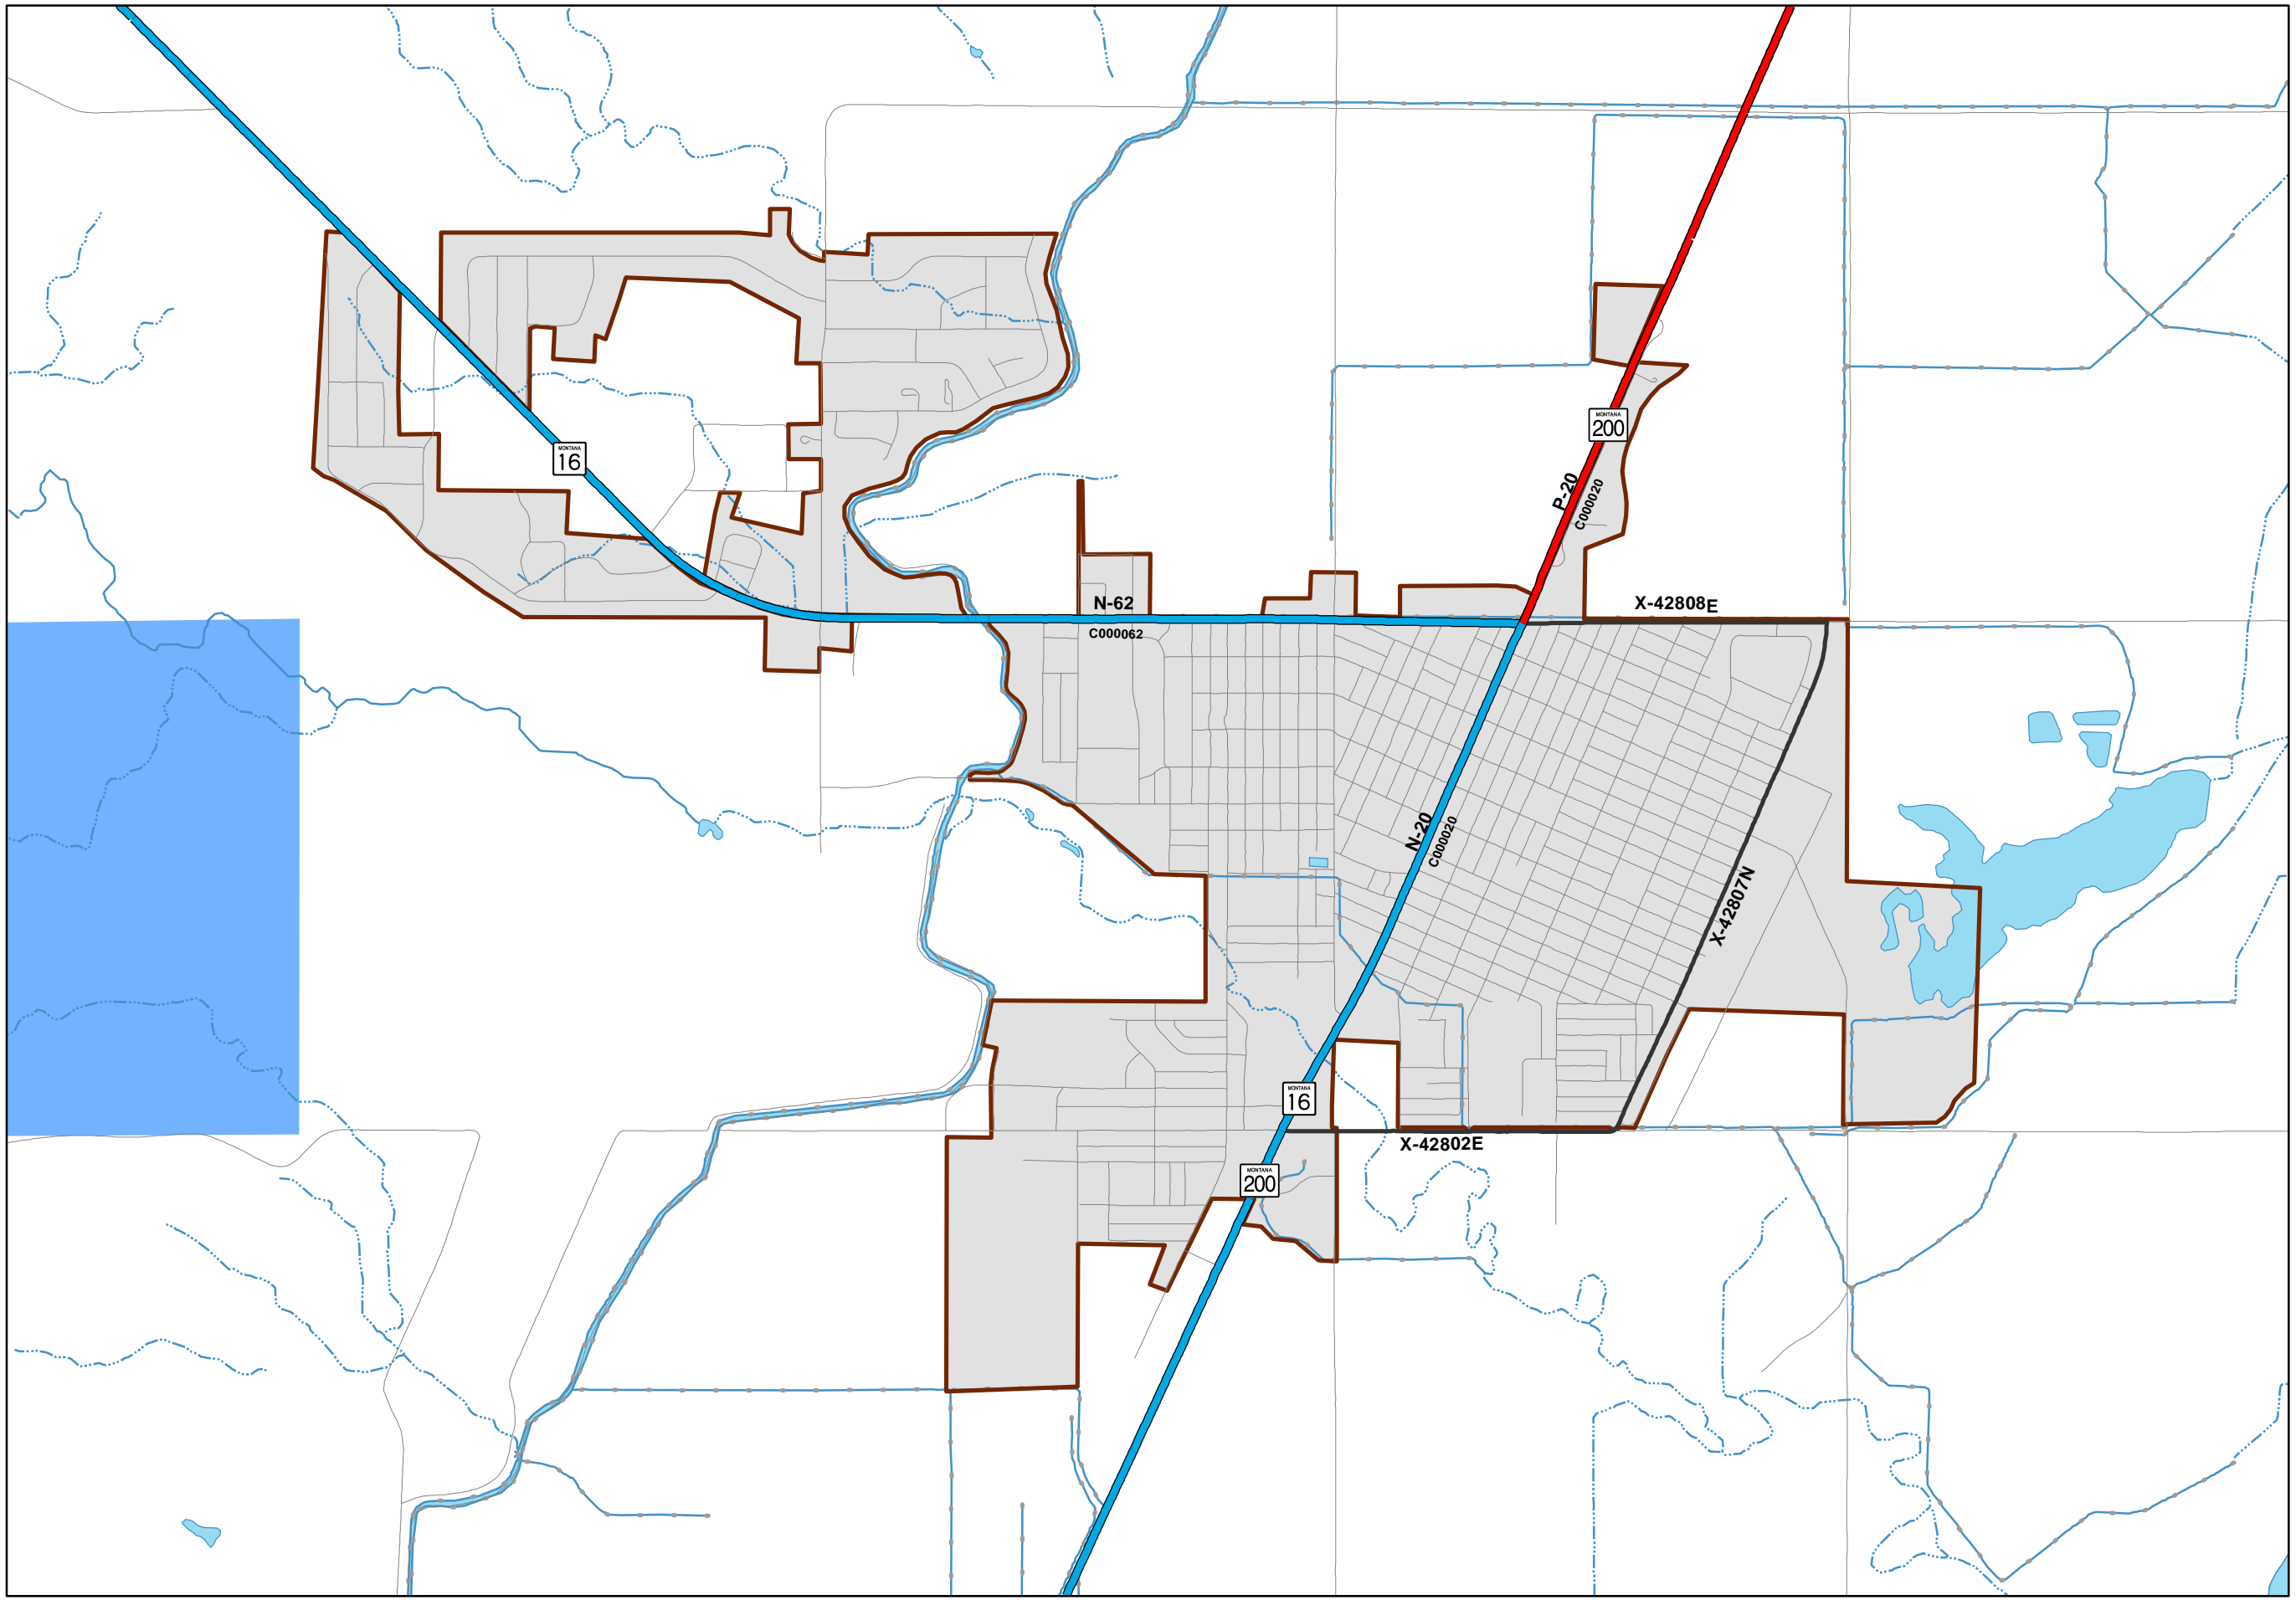 MONTANA
200
MONTANA
16
P-20
C000020
N-62
X-42808E
C000062
N-20
C000020
X-42807N
MONTANA
16
X-42802E
MONTANA
200